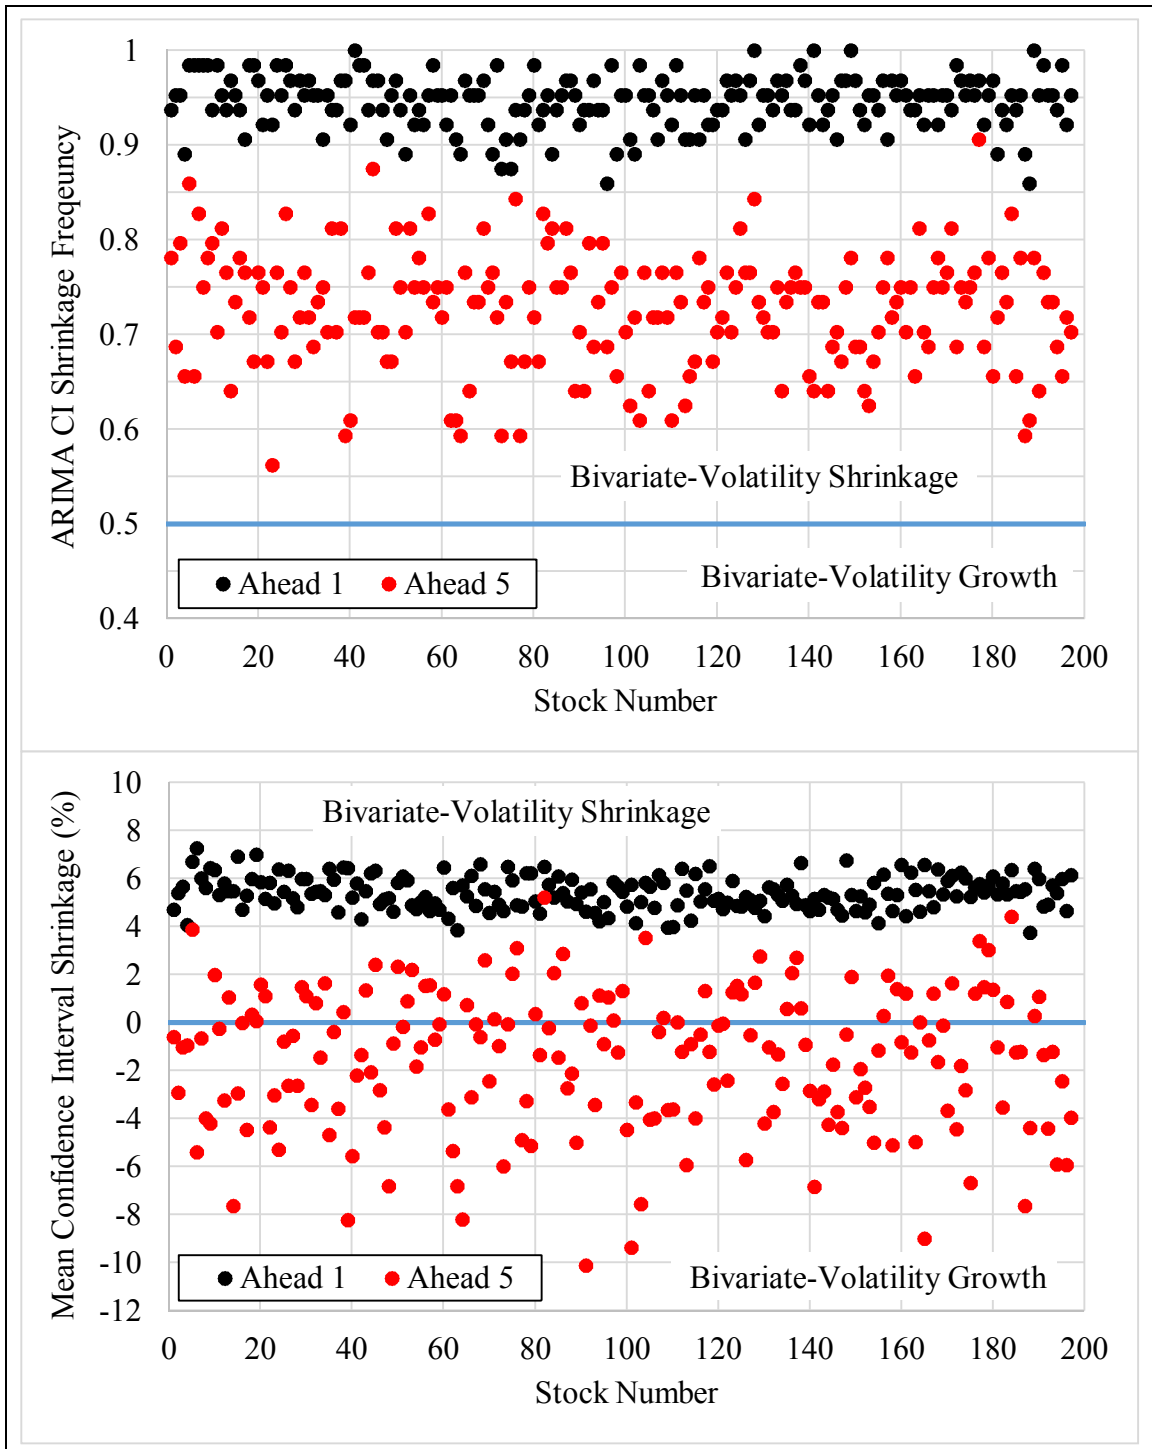 ARIMA CI Shrinkage Freqeuncy
1
0.9
0.8
0.7
0.6
0.5
0.4
Bivariate-Volatility Shrinkage
Bivariate-Volatility Growth
Ahead 1 Ahead 5
0 20 40 60 80 100 120 140 160 180 200
Stock Number
Mean Confidence Interval Shrinkage (%)
10
8
6
4
2
0
-2
-4
-6
-8
-10
-12
Bivariate-Volatility Shrinkage
Ahead 1 Ahead 5
Bivariate-Volatility Growth
0 20 40 60 80 100 120 140 160 180 200
Stock Number